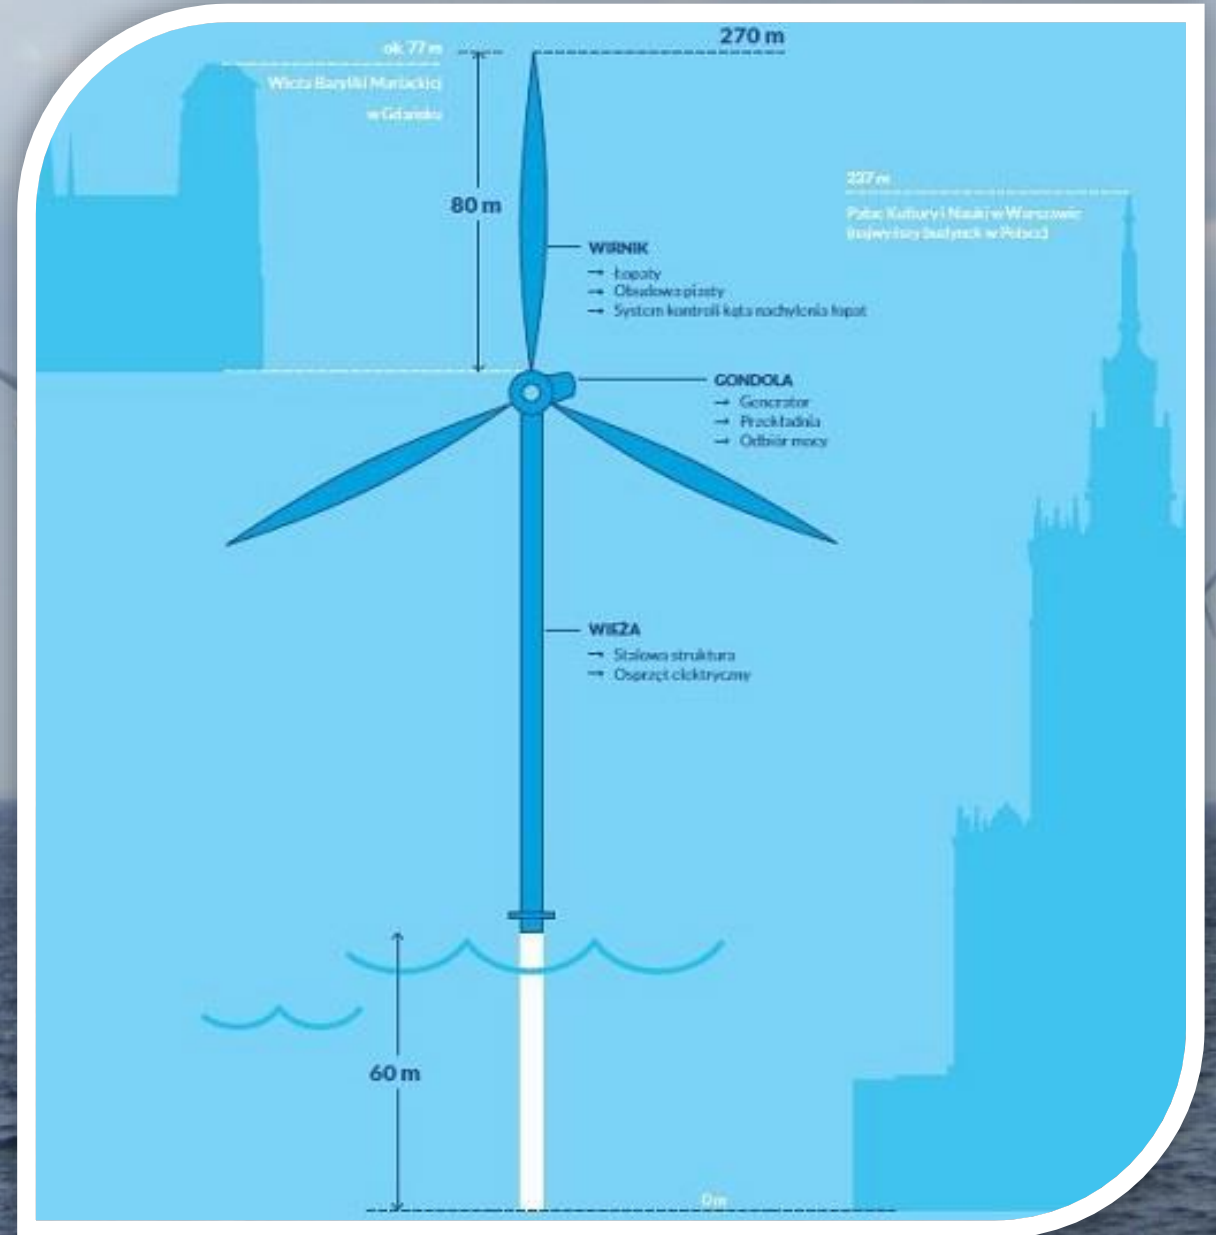 270 m
ok. 77 m
Wieża Bazyliki Mariackiej
w Gdańsku
80 m
237 m
Pałac Kultury i Nauki w Warszawie
(najwyższy budynek w Polsce)
WIRNIK
→ Łopaty
→ Obudowa piasty
→ System kontroli kąta nachylenia łopat
GONDOLA
→ Generator
→ Przekładnia
→ Odbiór mocy
WIEŻA
→ Stalowa struktura
→ Osprzęt elektryczny
60 m
0 m